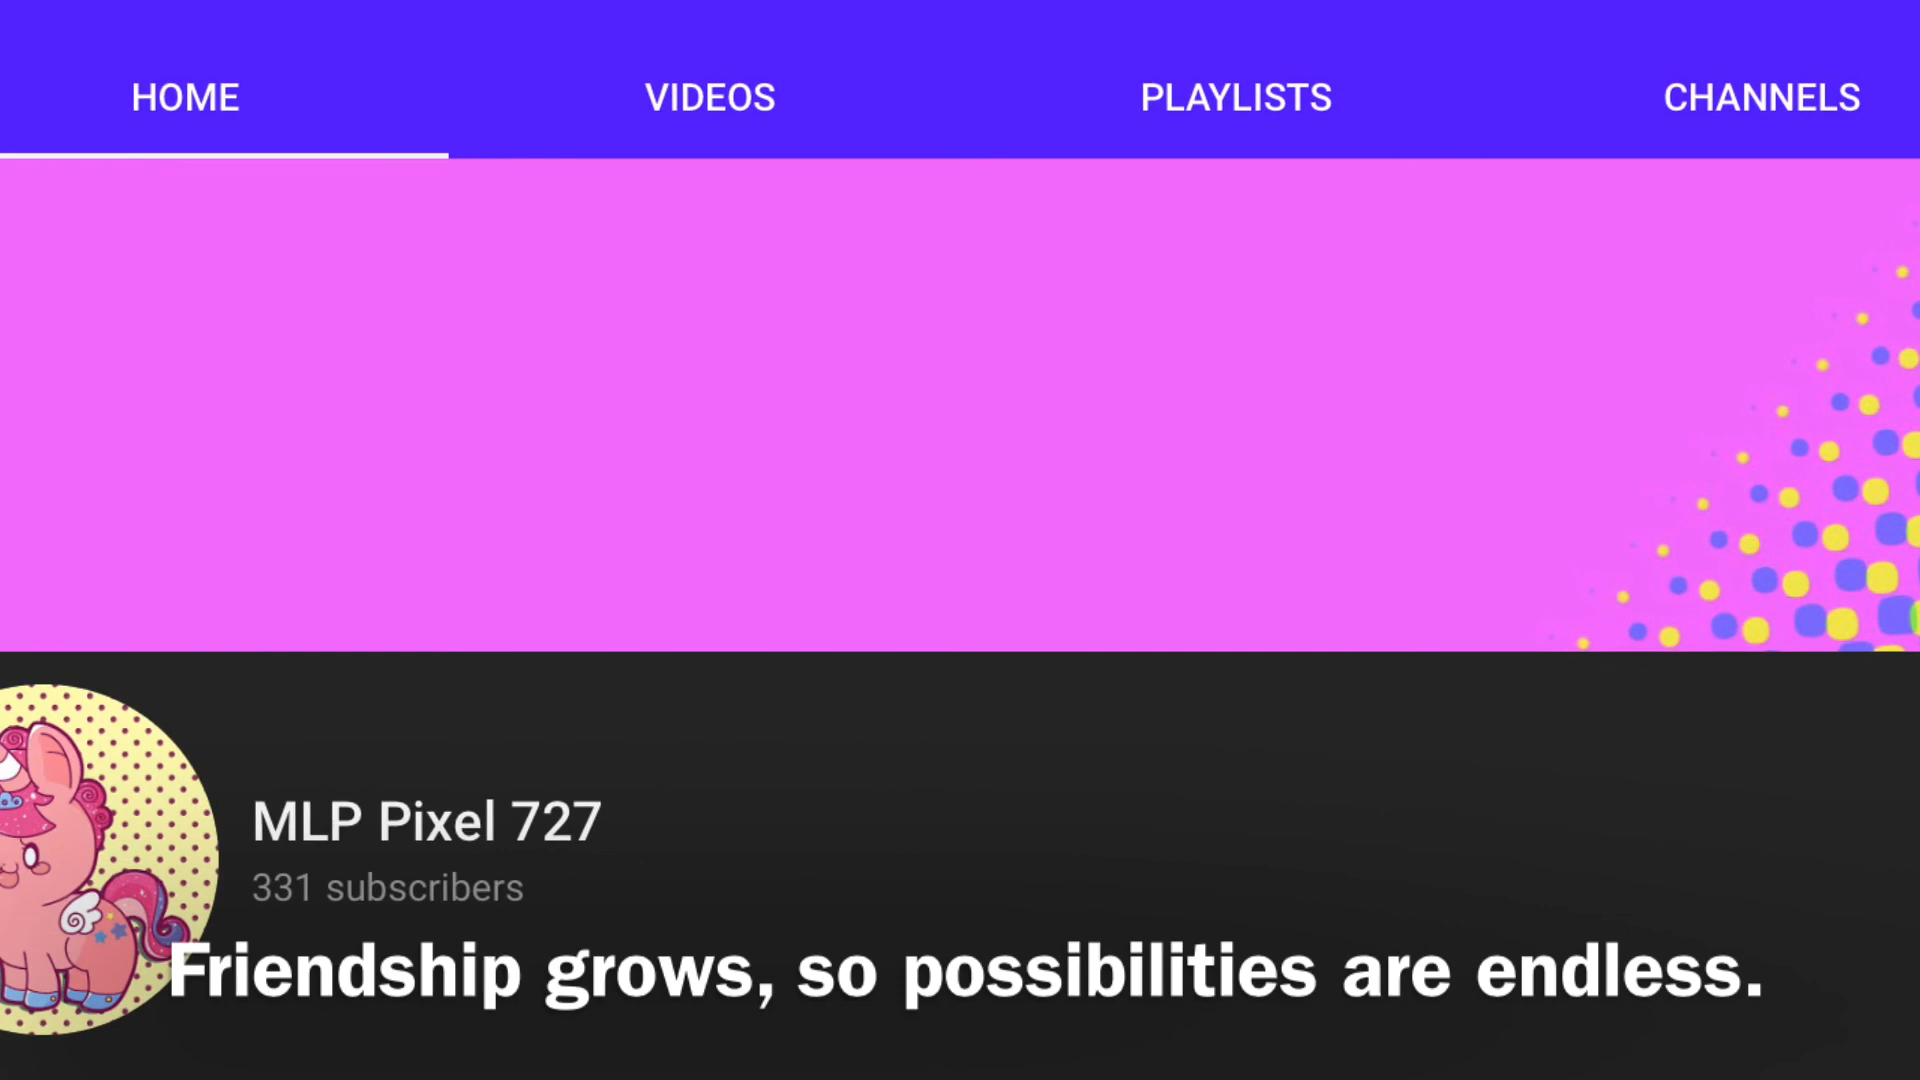 HOME
VIDEOS
PLAYLISTS
CHANNELS
MLP Pixel 727
331 subscribers
Friendship grows, so possibilities are endless.